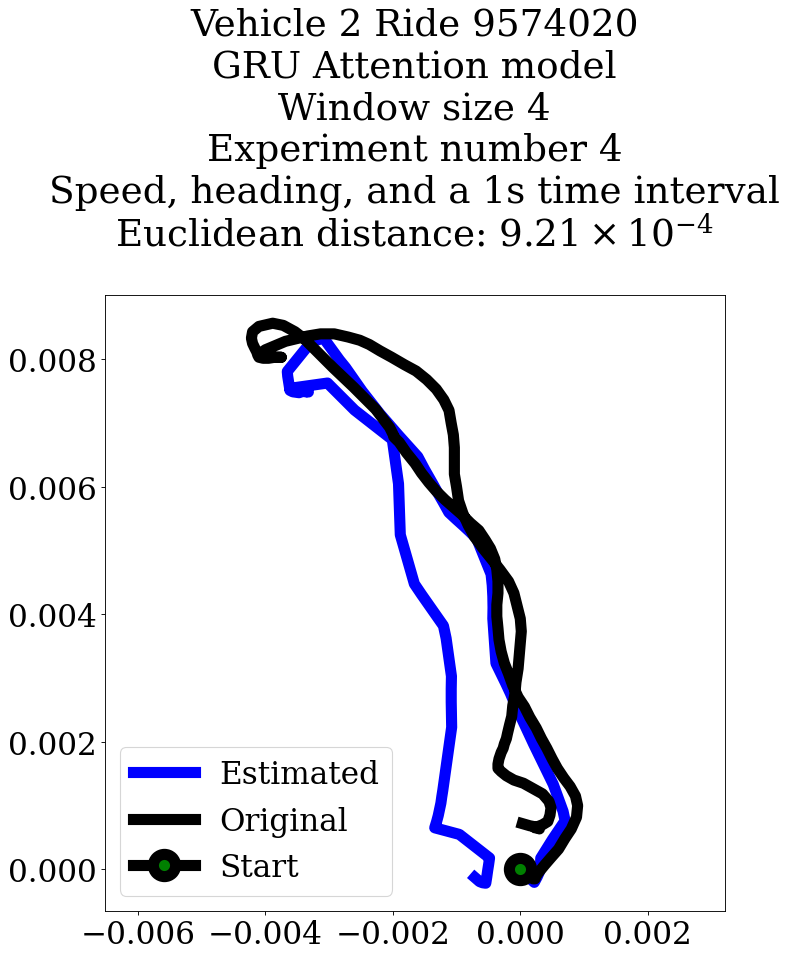 Vehicle 2 Ride 9574020
GRU Attention model
Window size 4
Experiment number 4
Speed, heading, and a 1s time interval
Euclidean distance: 9.21 × 10⁻⁴
0.008
0.006
0.004
0.002
0.000
Estimated
Original
Start
−0.006 −0.004 −0.002 0.000 0.002